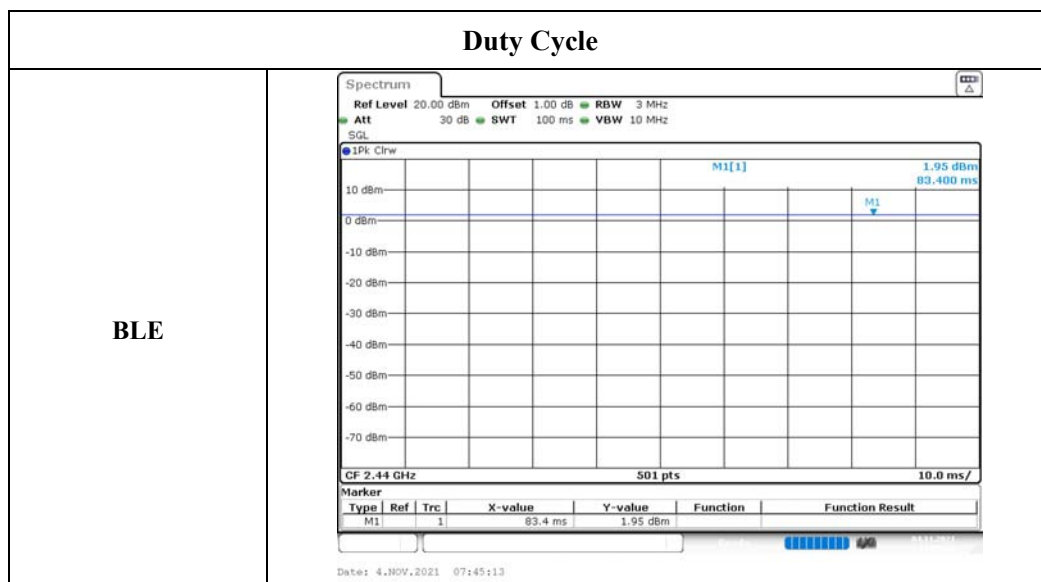 Duty Cycle
BLE
Spectrum
Ref Level 20.00 dBm Offset 1.00 dB RBW 3 MHz
Att 30 dB SWT 100 ms VBW 10 MHz
SGL
1Pk Clrw
M1[1] 1.95 dBm
83.400 ms
10 dBm
M1
0 dBm
-10 dBm
-20 dBm
-30 dBm
-40 dBm
-50 dBm
-60 dBm
-70 dBm
CF 2.44 GHz 501 pts 10.0 ms/
Marker
Type Ref Trc X-value Y-value Function Function Result
M1 1 83.4 ms 1.95 dBm
Date: 4.NOV.2021 07:45:13